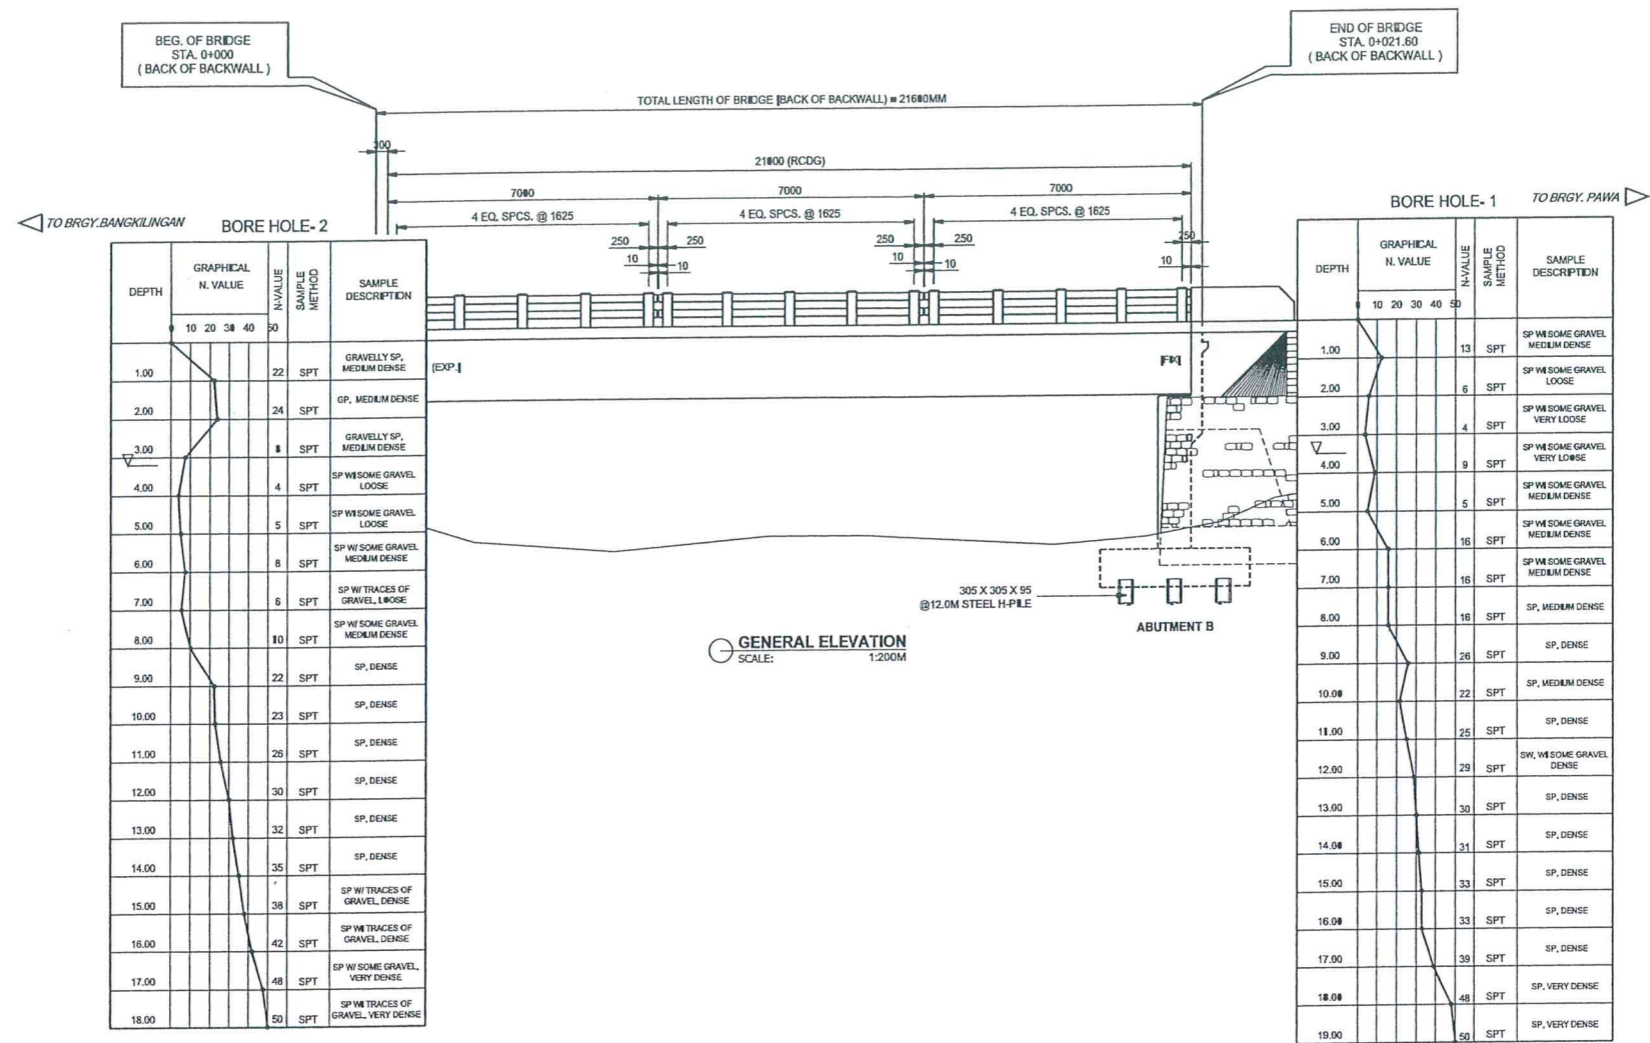 BEG. OF BRIDGE
STA. 0+000
( BACK OF BACKWALL )
END OF BRIDGE
STA. 0+021.60
( BACK OF BACKWALL )
TOTAL LENGTH OF BRIDGE (BACK OF BACKWALL) = 21600MM
300
21000 (RCDG)
7000 7000 7000
4 EQ. SPCS. @ 1625 4 EQ. SPCS. @ 1625 4 EQ. SPCS. @ 1625
250 250 250 250 250
10 10 10 10 10
TO BRGY.BANGKILINGAN
BORE HOLE- 2
DEPTH GRAPHICAL N. VALUE N-VALUE SAMPLE METHOD SAMPLE DESCRIPTION
0 10 20 30 40 50
1.00 22 SPT GRAVELLY SP, MEDIUM DENSE
2.00 24 SPT GP, MEDIUM DENSE
3.00 8 SPT GRAVELLY SP, MEDIUM DENSE
4.00 4 SPT SP W/ SOME GRAVEL LOOSE
5.00 5 SPT SP W/ SOME GRAVEL LOOSE
6.00 8 SPT SP W/ SOME GRAVEL MEDIUM DENSE
7.00 6 SPT SP W/ TRACES OF GRAVEL, LOOSE
8.00 10 SPT SP W/ SOME GRAVEL MEDIUM DENSE
9.00 22 SPT SP, DENSE
10.00 23 SPT SP, DENSE
11.00 26 SPT SP, DENSE
12.00 30 SPT SP, DENSE
13.00 32 SPT SP, DENSE
14.00 35 SPT SP, DENSE
15.00 38 SPT SP W/ TRACES OF GRAVEL, DENSE
16.00 42 SPT SP W/ TRACES OF GRAVEL, DENSE
17.00 48 SPT SP W/ SOME GRAVEL, VERY DENSE
18.00 50 SPT SP W/ TRACES OF GRAVEL, VERY DENSE
(EXP.)
(FIX)
305 X 305 X 95
@12.0M STEEL H-PILE
ABUTMENT B
GENERAL ELEVATION
SCALE: 1:200M
BORE HOLE- 1
TO BRGY. PAWA
DEPTH GRAPHICAL N. VALUE N-VALUE SAMPLE METHOD SAMPLE DESCRIPTION
0 10 20 30 40 50
1.00 13 SPT SP W/ SOME GRAVEL MEDIUM DENSE
2.00 6 SPT SP W/ SOME GRAVEL LOOSE
3.00 4 SPT SP W/ SOME GRAVEL VERY LOOSE
4.00 9 SPT SP W/ SOME GRAVEL VERY LOOSE
5.00 5 SPT SP W/ SOME GRAVEL MEDIUM DENSE
6.00 16 SPT SP W/ SOME GRAVEL MEDIUM DENSE
7.00 16 SPT SP W/ SOME GRAVEL MEDIUM DENSE
8.00 16 SPT SP, MEDIUM DENSE
9.00 26 SPT SP, DENSE
10.00 22 SPT SP, MEDIUM DENSE
11.00 25 SPT SP, DENSE
12.00 29 SPT SW, W/ SOME GRAVEL DENSE
13.00 30 SPT SP, DENSE
14.00 31 SPT SP, DENSE
15.00 33 SPT SP, DENSE
16.00 33 SPT SP, DENSE
17.00 39 SPT SP, DENSE
18.00 48 SPT SP, VERY DENSE
19.00 50 SPT SP, VERY DENSE